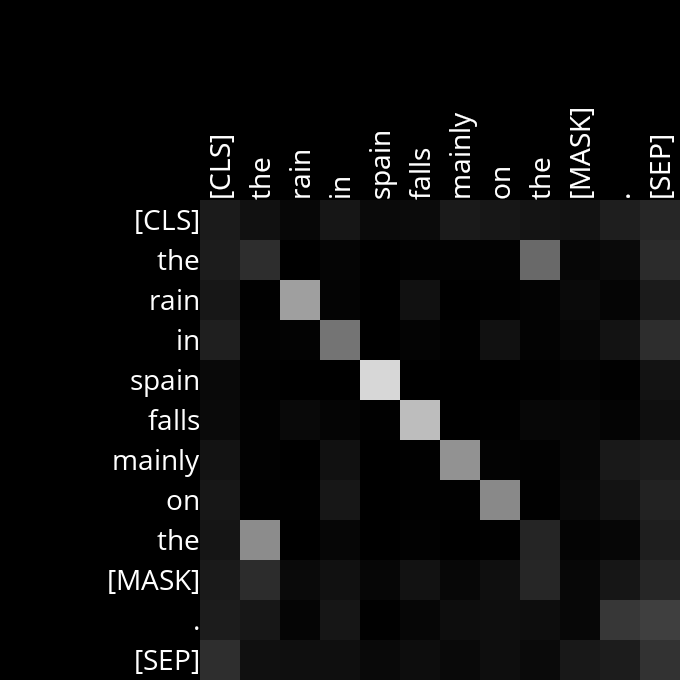 [CLS] the rain in spain falls mainly on the [MASK] . [SEP]
[CLS]
the
rain
in
spain
falls
mainly
on
the
[MASK]
.
[SEP]